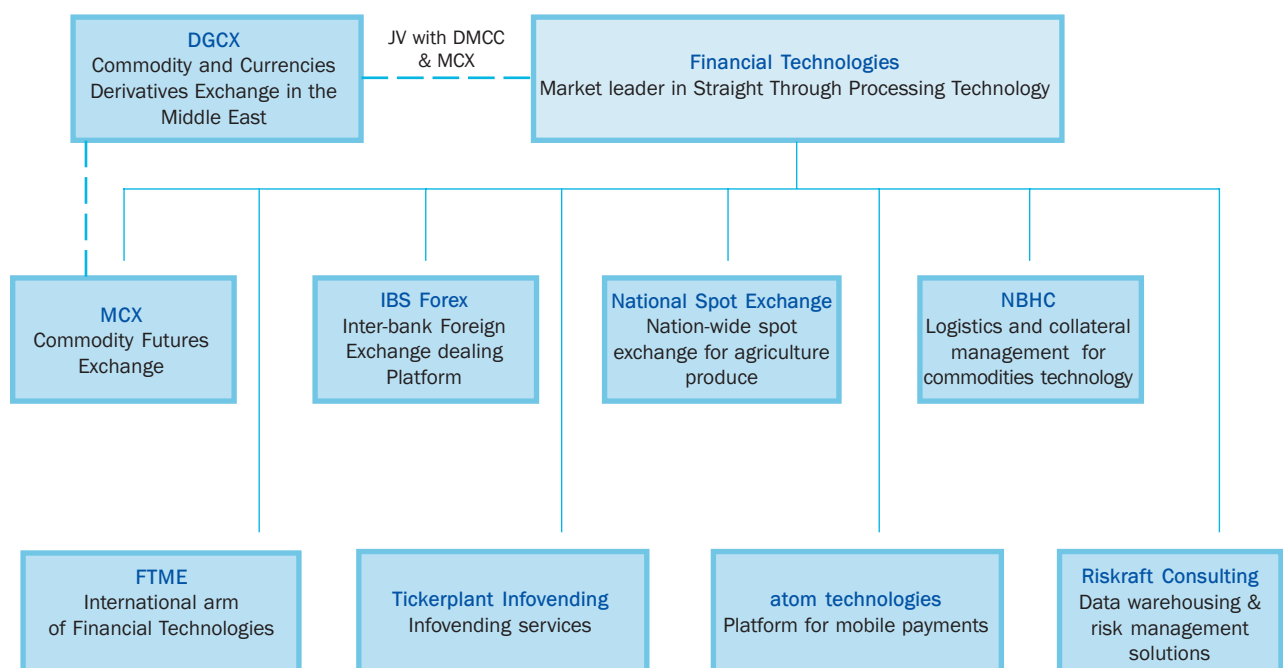 DGCX
Commodity and Currencies
Derivatives Exchange in the
Middle East
JV with DMCC
& MCX
Financial Technologies
Market leader in Straight Through Processing Technology
MCX
Commodity Futures
Exchange
IBS Forex
Inter-bank Foreign
Exchange dealing
Platform
National Spot Exchange
Nation-wide spot
exchange for agriculture
produce
NBHC
Logistics and collateral
management for
commodities technology
FTME
International arm
of Financial Technologies
Tickerplant Infovending
Infovending services
atom technologies
Platform for mobile payments
Riskraft Consulting
Data warehousing &
risk management
solutions